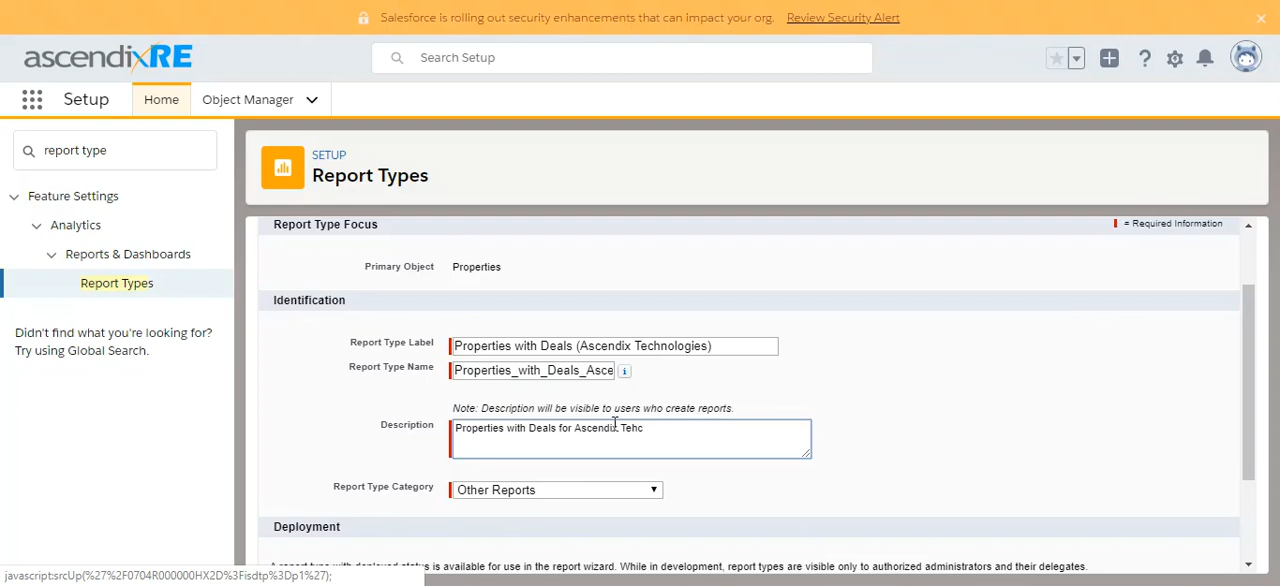 Salesforce is rolling out security enhancements that can impact your org. Review Security Alert
ascendixRE
Search Setup
Setup
Home
Object Manager
report type
Feature Settings
Analytics
Reports & Dashboards
Report Types
Didn't find what you're looking for?
Try using Global Search.
SETUP
Report Types
Report Type Focus
= Required Information
Primary Object Properties
Identification
Report Type Label Properties with Deals (Ascendix Technologies)
Report Type Name Properties_with_Deals_Asce
Note: Description will be visible to users who create reports.
Description Properties with Deals for Ascendix Tehc
Report Type Category Other Reports
Deployment
A report type with deployed status is available for use in the report wizard. While in development, report types are visible only to authorized administrators and their delegates.
javascript:srcUp(%27%2F0704R000000HX2D%3Fisdtp%3Dp1%27);